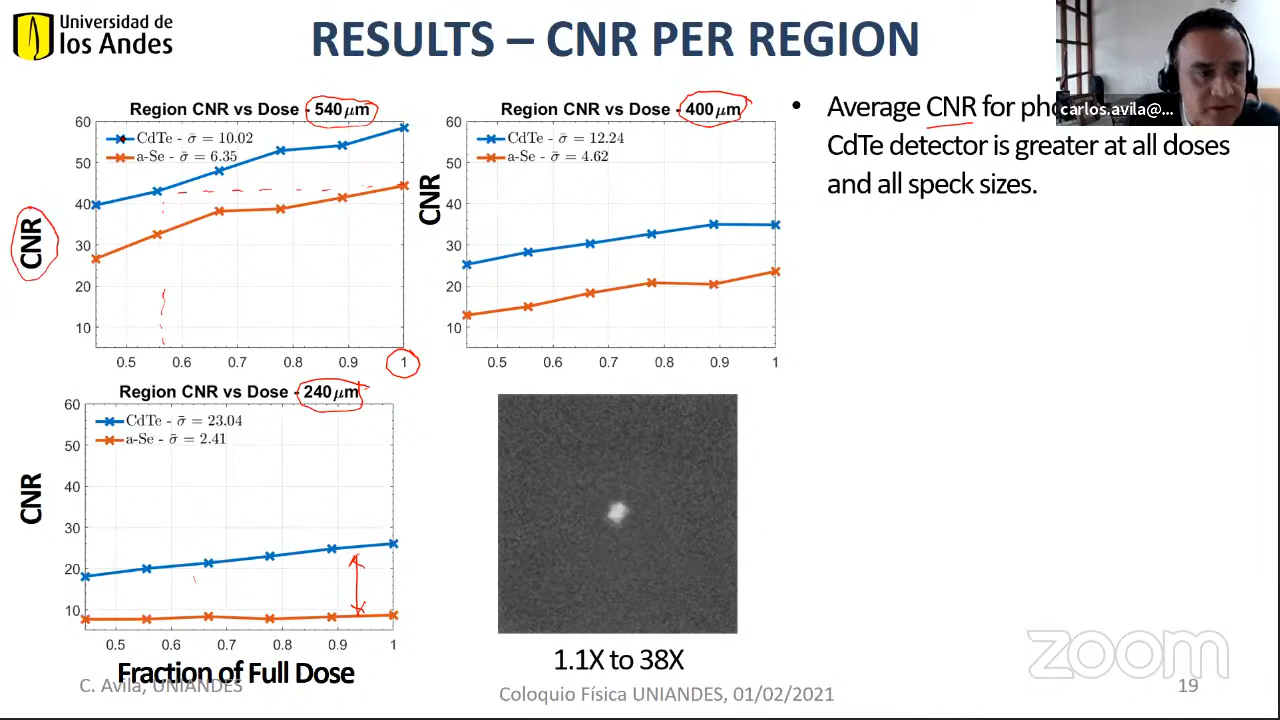 Universidad de
los Andes
RESULTS – CNR PER REGION
carlos.avila@...
Region CNR vs Dose - 540 μm
CdTe - σ̄ = 10.02
a-Se - σ̄ = 6.35
CNR
60
50
40
30
20
10
0.5 0.6 0.7 0.8 0.9 1
Region CNR vs Dose - 400 μm
CdTe - σ̄ = 12.24
a-Se - σ̄ = 4.62
CNR
60
50
40
30
20
10
0.5 0.6 0.7 0.8 0.9 1
• Average CNR for
CdTe detector is greater at all doses
and all speck sizes.
Region CNR vs Dose - 240 μm
CdTe - σ̄ = 23.04
a-Se - σ̄ = 2.41
CNR
60
50
40
30
20
10
0.5 0.6 0.7 0.8 0.9 1
Fraction of Full Dose
1.1X to 38X
zoom
C. Avila, UNIANDES
Coloquio Física UNIANDES, 01/02/2021
19